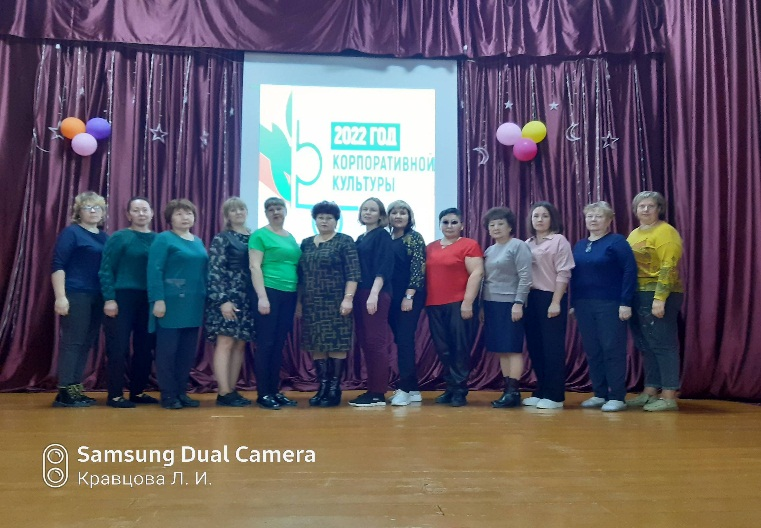 2022 ГОД
КОРПОРАТИВНОЙ
КУЛЬТУРЫ
Samsung Dual Camera
Кравцова Л. И.